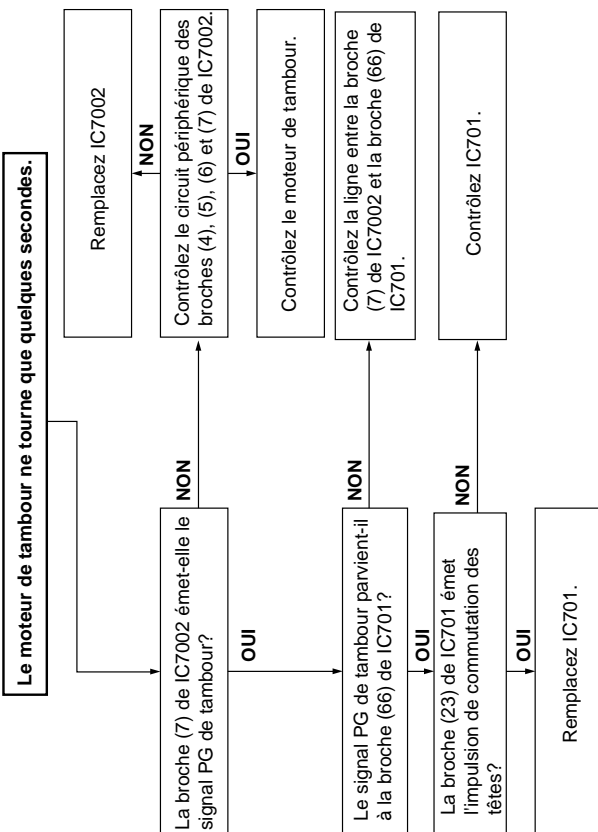 Le moteur de tambour ne tourne que quelques secondes.
La broche (7) de IC7002 émet-elle le
signal PG de tambour?
NON
Contrôlez le circuit périphérique des
broches (4), (5), (6) et (7) de IC7002.
NON
Remplacez IC7002
OUI
Contrôlez le moteur de tambour.
OUI
Le signal PG de tambour parvient-il
à la broche (66) de IC701?
NON
Contrôlez la ligne entre la broche
(7) de IC7002 et la broche (66) de
IC701.
OUI
La broche (23) de IC701 émet
l'impulsion de commutation des
têtes?
NON
Contrôlez IC701.
OUI
Remplacez IC701.